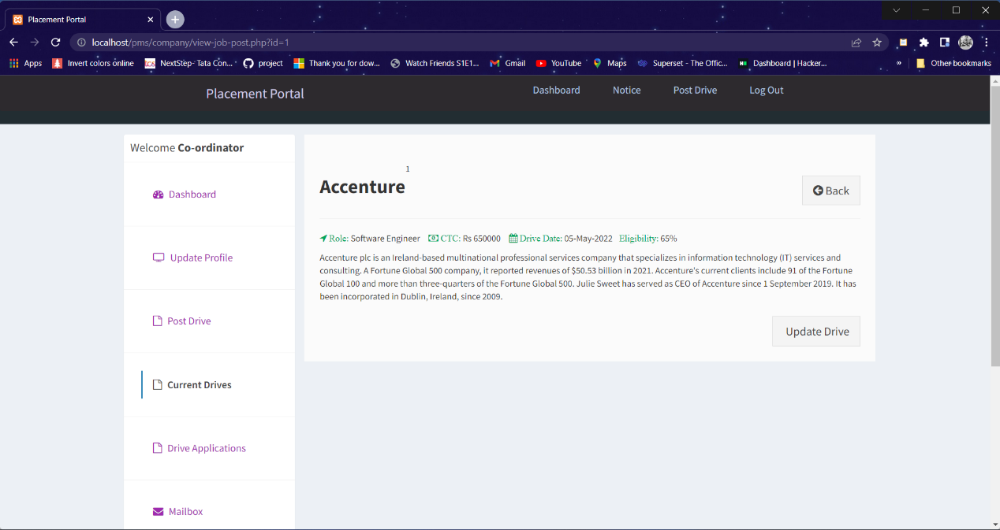 Placement Portal
localhost/pms/company/view-job-post.php?id=1
Apps Invert colors online NextStep- Tata Con... project Thank you for dow... Watch Friends S1E1... Gmail YouTube Maps Superset - The Offic... Dashboard | Hacker... » Other bookmarks
Placement Portal Dashboard Notice Post Drive Log Out
Welcome Co-ordinator
Dashboard
Update Profile
Post Drive
Current Drives
Drive Applications
Mailbox
1
Accenture
Back
Role: Software Engineer CTC: Rs 650000 Drive Date: 05-May-2022 Eligibility: 65%
Accenture plc is an Ireland-based multinational professional services company that specializes in information technology (IT) services and
consulting. A Fortune Global 500 company, it reported revenues of $50.53 billion in 2021. Accenture's current clients include 91 of the Fortune
Global 100 and more than three-quarters of the Fortune Global 500. Julie Sweet has served as CEO of Accenture since 1 September 2019. It has
been incorporated in Dublin, Ireland, since 2009.
Update Drive